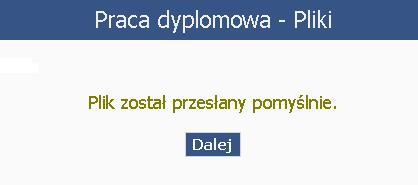 Praca dyplomowa - Pliki
Plik został przesłany pomyślnie.
Dalej